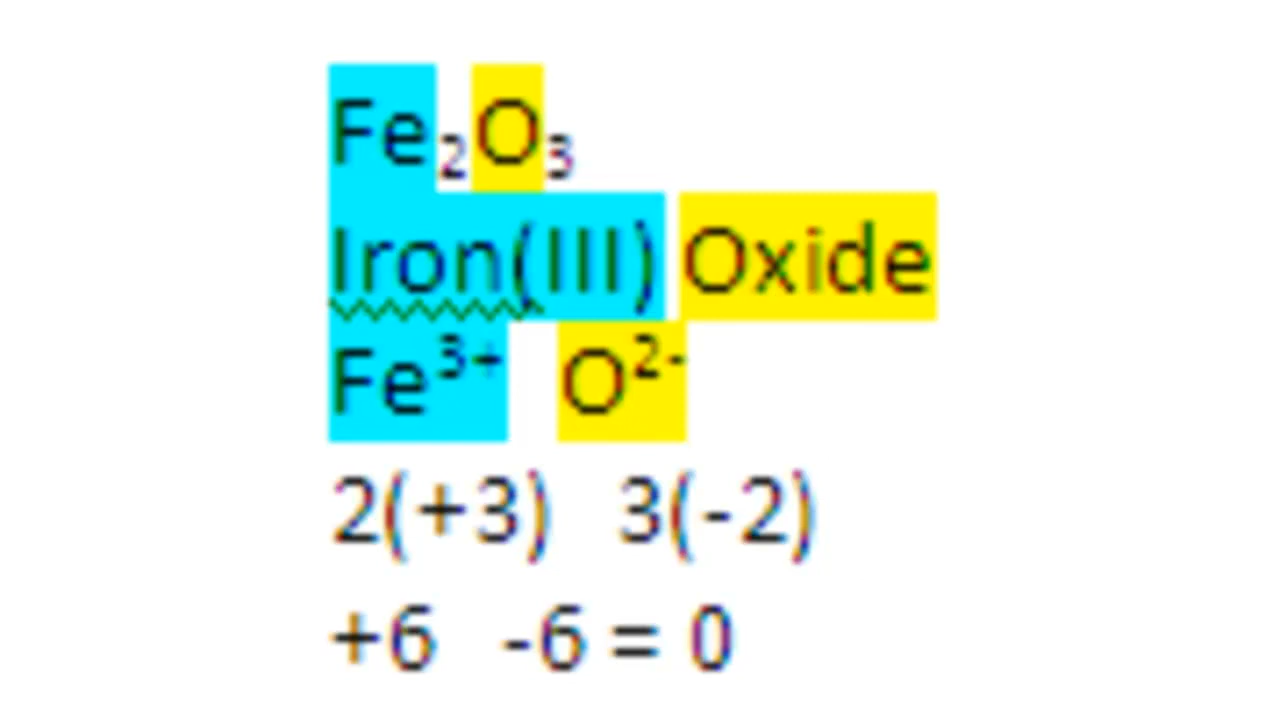 Fe₂O₃
Iron(III) Oxide
Fe³⁺ O²⁻
2(+3) 3(-2)
+6 -6 = 0